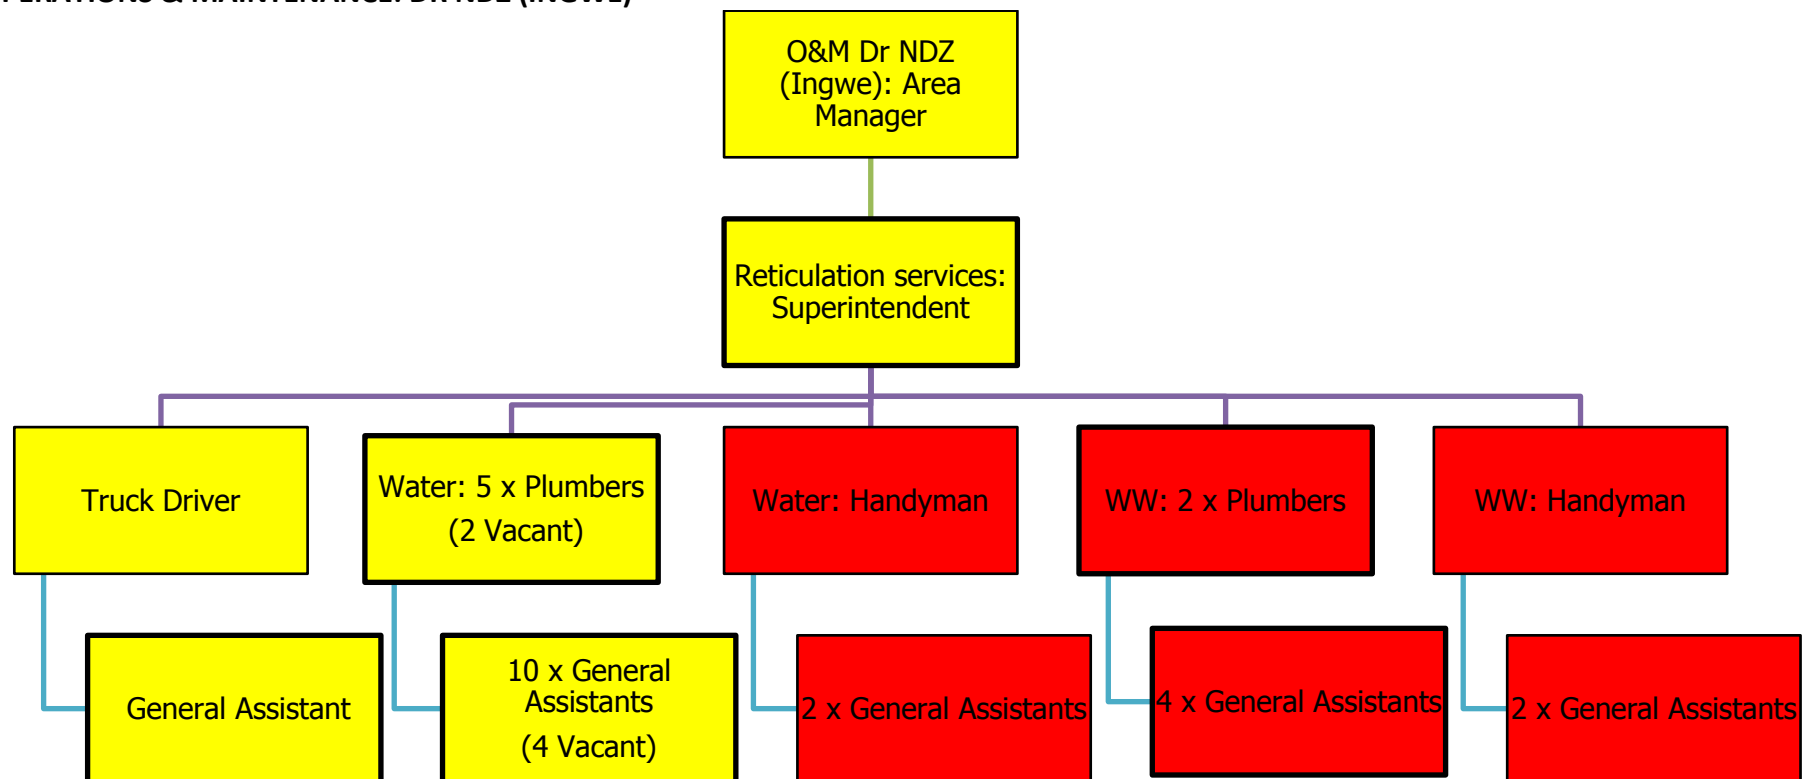 O&M Dr NDZ
(Ingwe): Area
Manager
Reticulation services:
Superintendent
Truck Driver
Water: 5 x Plumbers
(2 Vacant)
Water: Handyman
WW: 2 x Plumbers
WW: Handyman
General Assistant
10 x General
Assistants
(4 Vacant)
2 x General Assistants
4 x General Assistants
2 x General Assistants